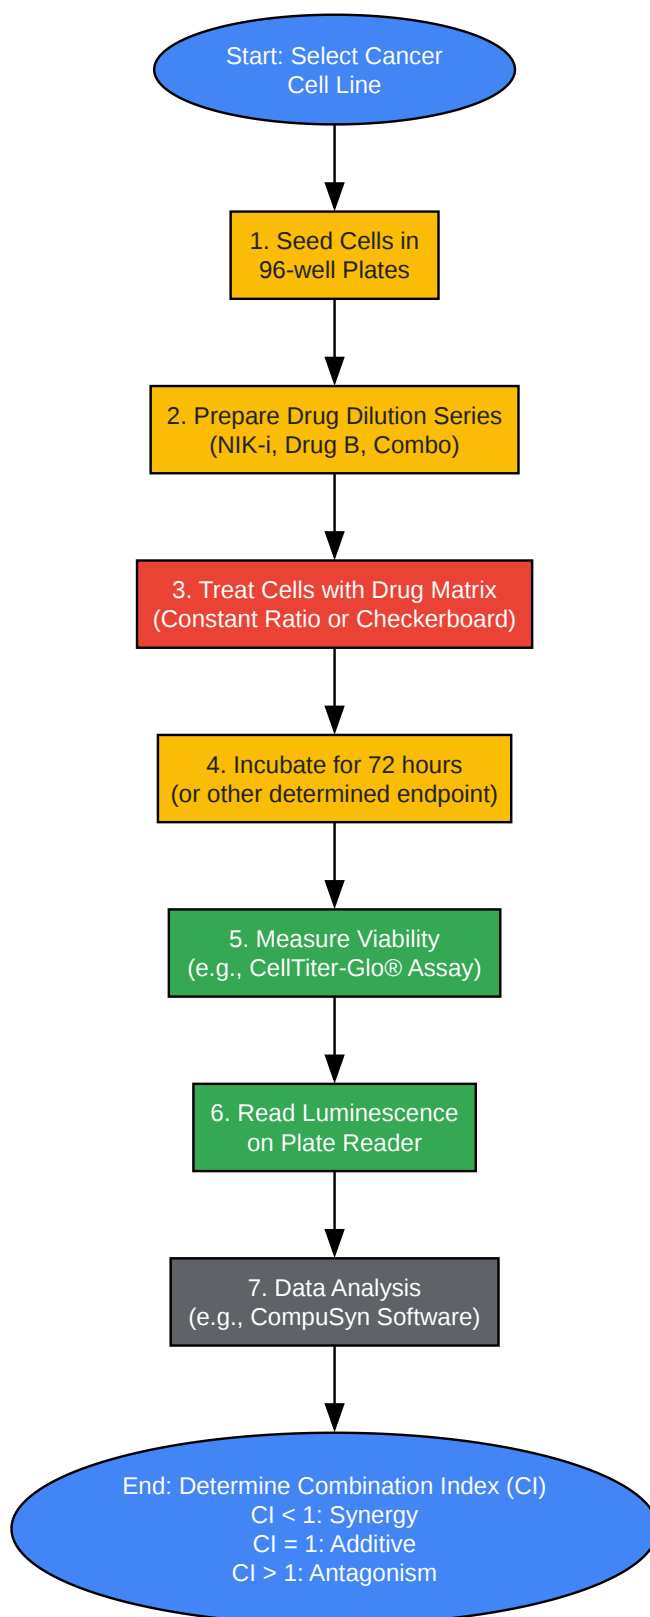 Start: Select Cancer
Cell Line
1. Seed Cells in
96-well Plates
2. Prepare Drug Dilution Series
(NIK-i, Drug B, Combo)
3. Treat Cells with Drug Matrix
(Constant Ratio or Checkerboard)
4. Incubate for 72 hours
(or other determined endpoint)
5. Measure Viability
(e.g., CellTiter-Glo® Assay)
6. Read Luminescence
on Plate Reader
7. Data Analysis
(e.g., CompuSyn Software)
End: Determine Combination Index (CI)
CI < 1: Synergy
CI = 1: Additive
CI > 1: Antagonism